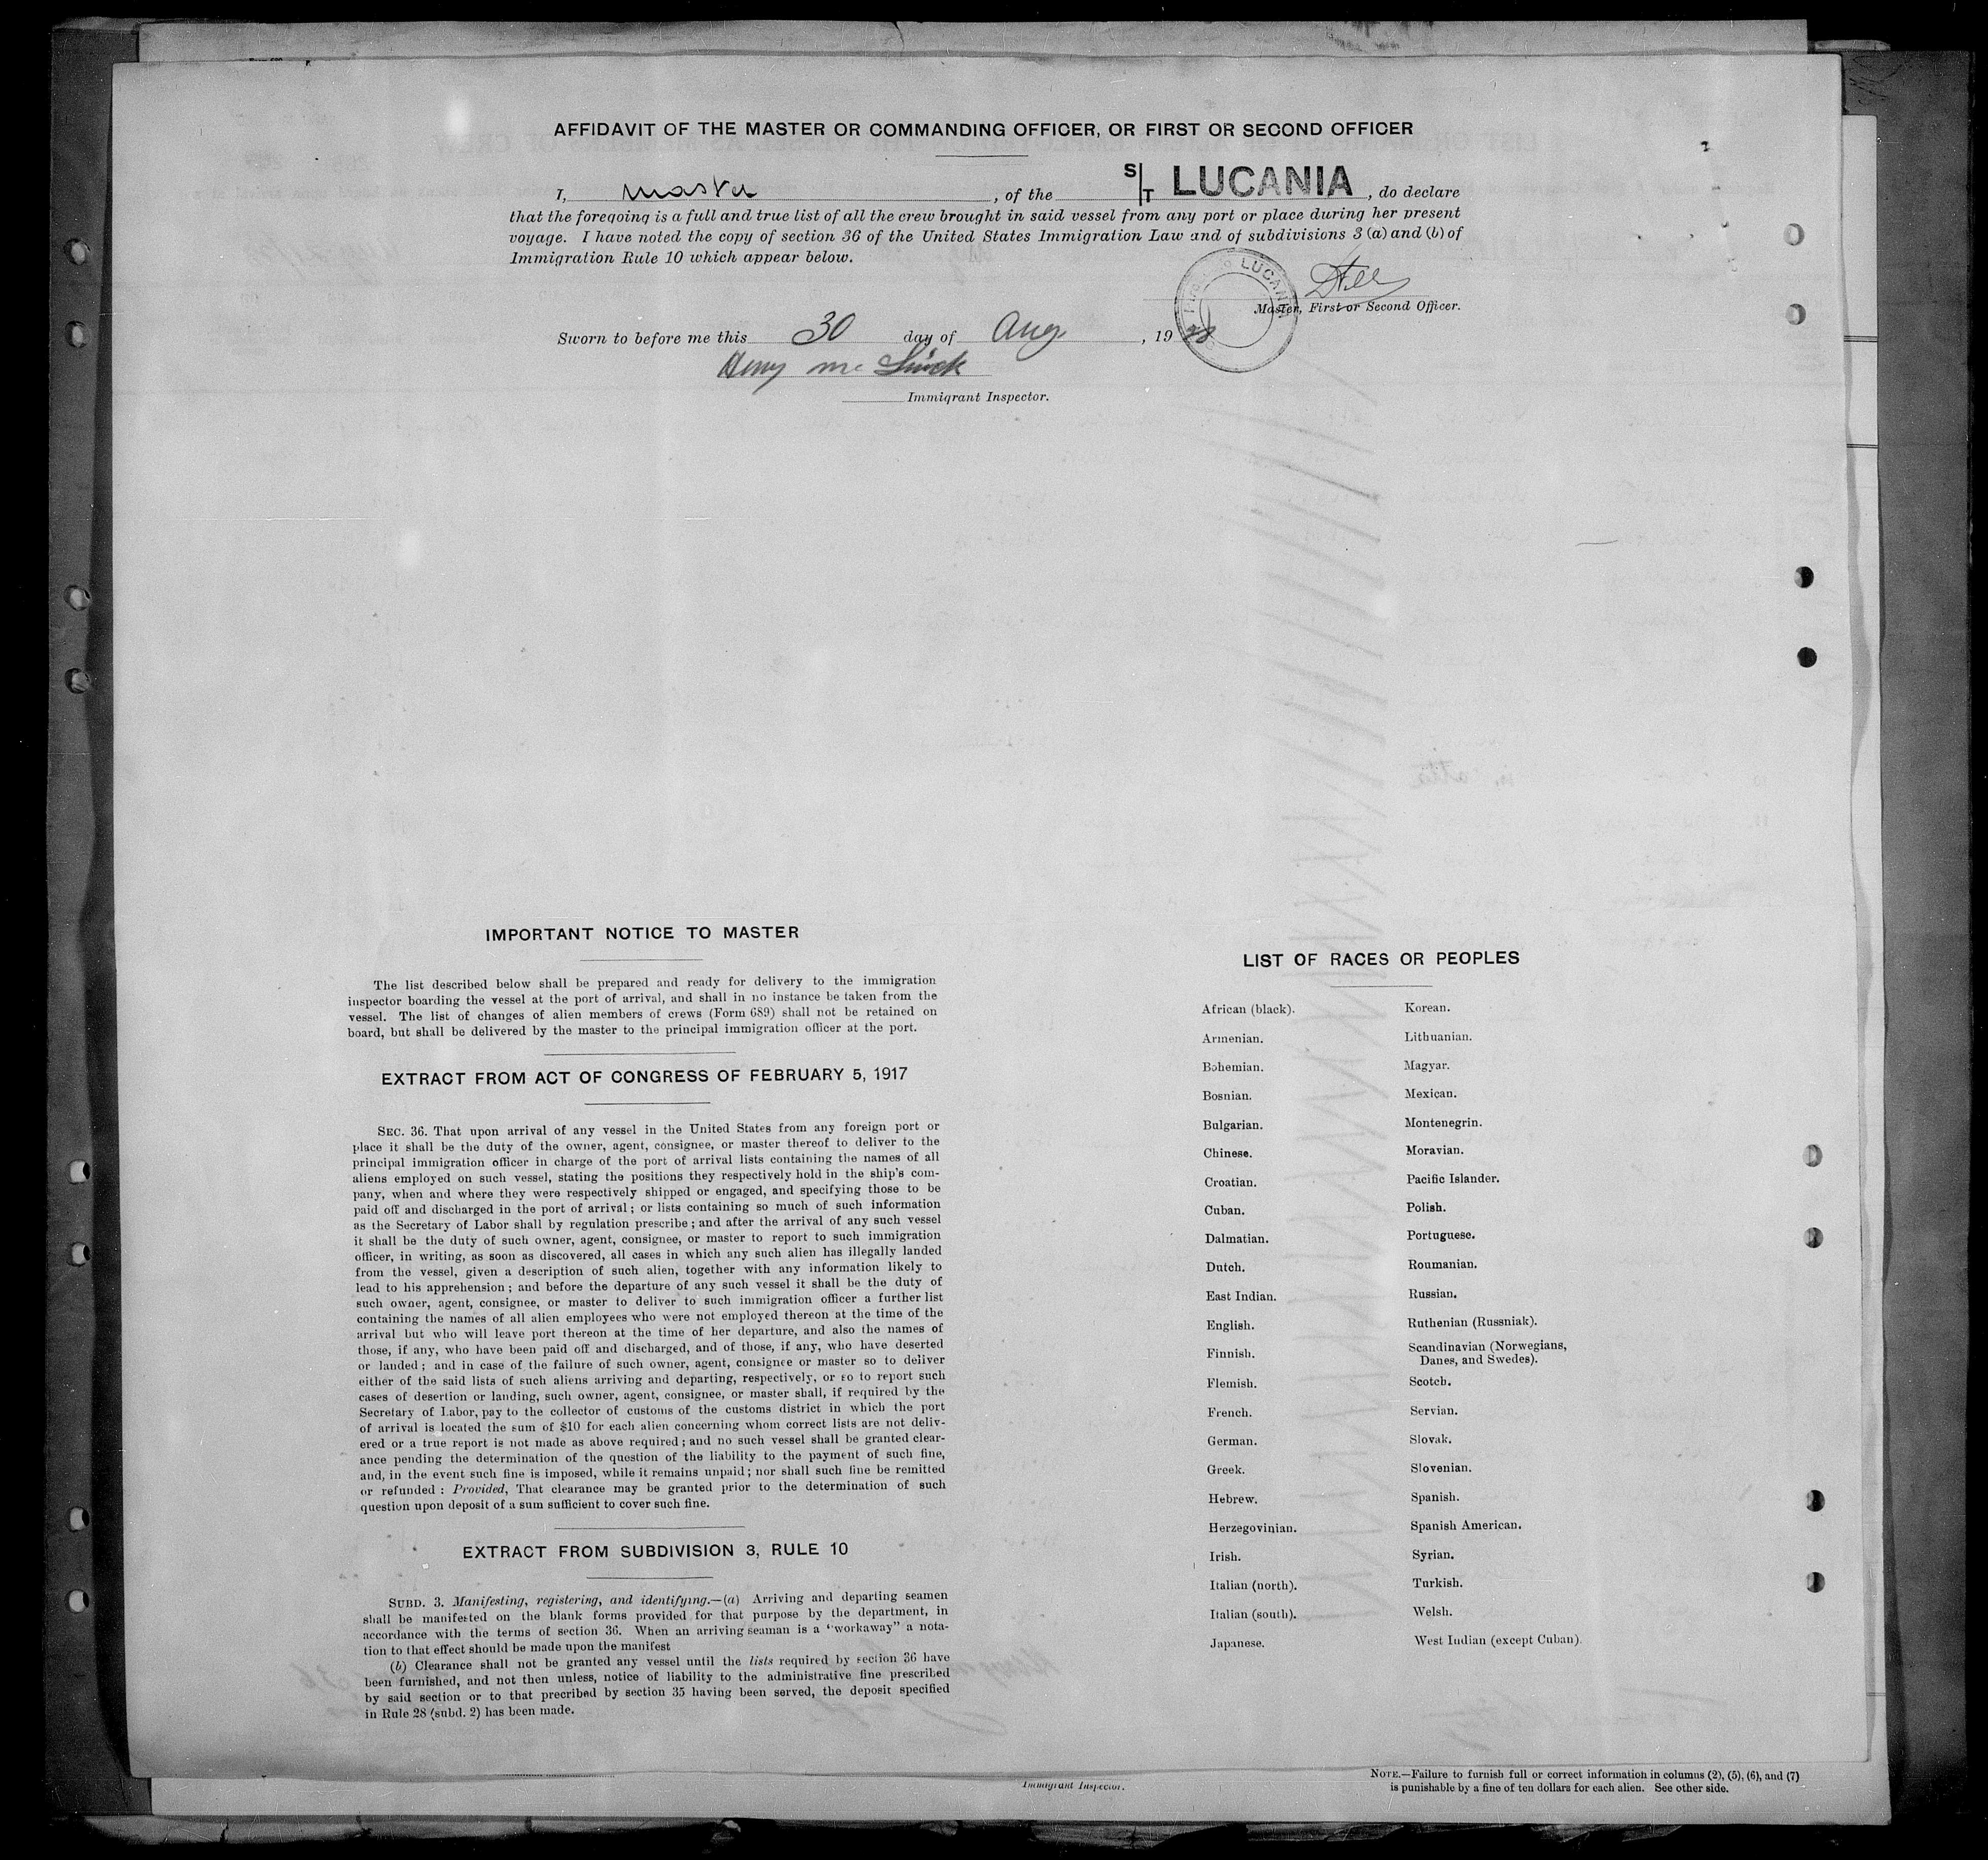 AFFIDAVIT OF THE MASTER OR COMMANDING OFFICER, OR FIRST OR SECOND OFFICER
I, master, of the S/T LUCANIA, do declare
that the foregoing is a full and true list of all the crew brought in said vessel from any port or place during her present
voyage. I have noted the copy of section 36 of the United States Immigration Law and of subdivisions 3 (a) and (b) of
Immigration Rule 10 which appear below.
LUCANIA
Master, First or Second Officer.
Sworn to before me this 30 day of Aug, 1928
Henry Mc
Immigrant Inspector.
IMPORTANT NOTICE TO MASTER
The list described below shall be prepared and ready for delivery to the immigration
inspector boarding the vessel at the port of arrival, and shall in no instance be taken from the
vessel. The list of changes of alien members of crews (Form 689) shall not be retained on
board, but shall be delivered by the master to the principal immigration officer at the port.
EXTRACT FROM ACT OF CONGRESS OF FEBRUARY 5, 1917
SEC. 36. That upon arrival of any vessel in the United States from any foreign port or
place it shall be the duty of the owner, agent, consignee, or master thereof to deliver to the
principal immigration officer in charge of the port of arrival lists containing the names of all
aliens employed on such vessel, stating the positions they respectively hold in the ship's com-
pany, when and where they were respectively shipped or engaged, and specifying those to be
paid off and discharged in the port of arrival; or lists containing so much of such information
as the Secretary of Labor shall by regulation prescribe; and after the arrival of any such vessel
it shall be the duty of such owner, agent, consignee, or master to report to such immigration
officer, in writing, as soon as discovered, all cases in which any such alien has illegally landed
from the vessel, given a description of such alien, together with any information likely to
lead to his apprehension; and before the departure of any such vessel it shall be the duty of
such owner, agent, consignee, or master to deliver to such immigration officer a further list
containing the names of all alien employees who were not employed thereon at the time of the
arrival but who will leave port thereon at the time of her departure, and also the names of
those, if any, who have been paid off and discharged, and of those, if any, who have deserted
or landed; and in case of the failure of such owner, agent, consignee or master so to deliver
either of the said lists of such aliens arriving and departing, respectively, or so to report such
cases of desertion or landing, such owner, agent, consignee, or master shall, if required by the
Secretary of Labor, pay to the collector of customs of the customs district in which the port
of arrival is located the sum of $10 for each alien concerning whom correct lists are not deliv-
ered or a true report is not made as above required; and no such vessel shall be granted clear-
ance pending the determination of the question of the liability to the payment of such fine,
and, in the event such fine is imposed, while it remains unpaid; nor shall such fine be remitted
or refunded: Provided, That clearance may be granted prior to the determination of such
question upon deposit of a sum sufficient to cover such fine.
EXTRACT FROM SUBDIVISION 3, RULE 10
SUBD. 3. Manifesting, registering, and identifying.—(a) Arriving and departing seamen
shall be manifested on the blank forms provided for that purpose by the department, in
accordance with the terms of section 36. When an arriving seaman is a "workaway" a nota-
tion to that effect should be made upon the manifest
(b) Clearance shall not be granted any vessel until the lists required by section 36 have
been furnished, and not then unless, notice of liability to the administrative fine prescribed
by said section or to that precribed by section 35 having been served, the deposit specified
in Rule 28 (subd. 2) has been made.
LIST OF RACES OR PEOPLES
African (black).
Armenian.
Bohemian.
Bosnian.
Bulgarian.
Chinese.
Croatian.
Cuban.
Dalmatian.
Dutch.
East Indian.
English.
Finnish.
Flemish.
French.
German.
Greek.
Hebrew.
Herzegovinian.
Irish.
Italian (north).
Italian (south).
Japanese.
Korean.
Lithuanian.
Magyar.
Mexican.
Montenegrin.
Moravian.
Pacific Islander.
Polish.
Portuguese.
Roumanian.
Russian.
Ruthenian (Russniak).
Scandinavian (Norwegians,
Danes, and Swedes).
Scotch.
Servian.
Slovak.
Slovenian.
Spanish.
Spanish American.
Syrian.
Turkish.
Welsh.
West Indian (except Cuban).
Immigrant Inspector.
NOTE.—Failure to furnish full or correct information in columns (2), (5), (6), and (7)
is punishable by a fine of ten dollars for each alien. See other side.